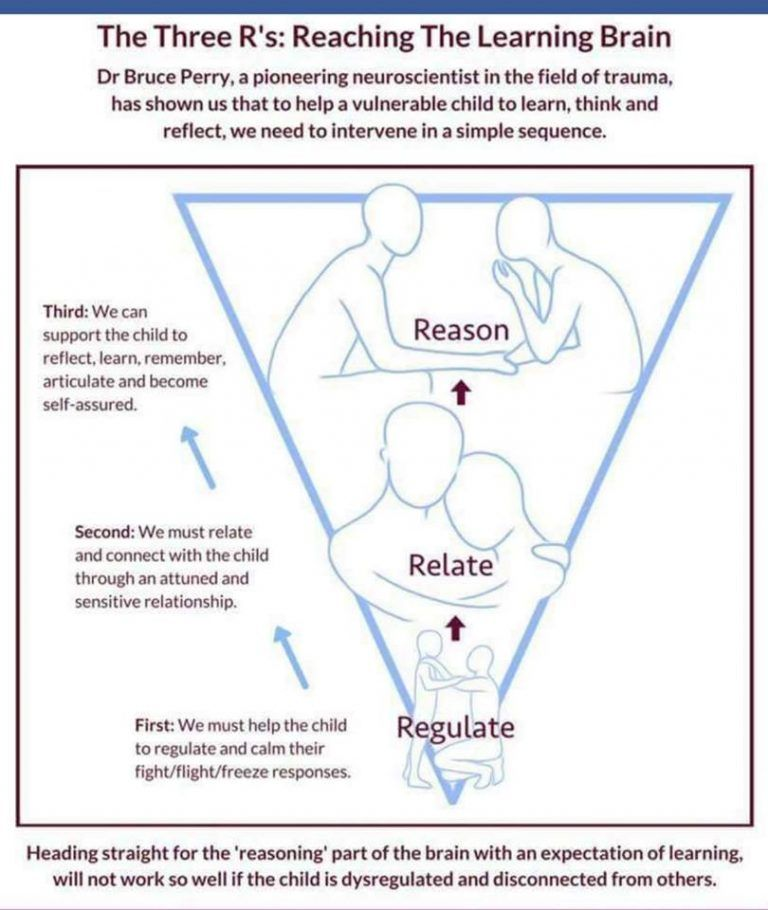 The Three R's: Reaching The Learning Brain
Dr Bruce Perry, a pioneering neuroscientist in the field of trauma,
has shown us that to help a vulnerable child to learn, think and
reflect, we need to intervene in a simple sequence.
Reason
Third: We can
support the child to
reflect, learn, remember,
articulate and become
self-assured.
Relate
Second: We must relate
and connect with the child
through an attuned and
sensitive relationship.
Regulate
First: We must help the child
to regulate and calm their
fight/flight/freeze responses.
Heading straight for the 'reasoning' part of the brain with an expectation of learning,
will not work so well if the child is dysregulated and disconnected from others.